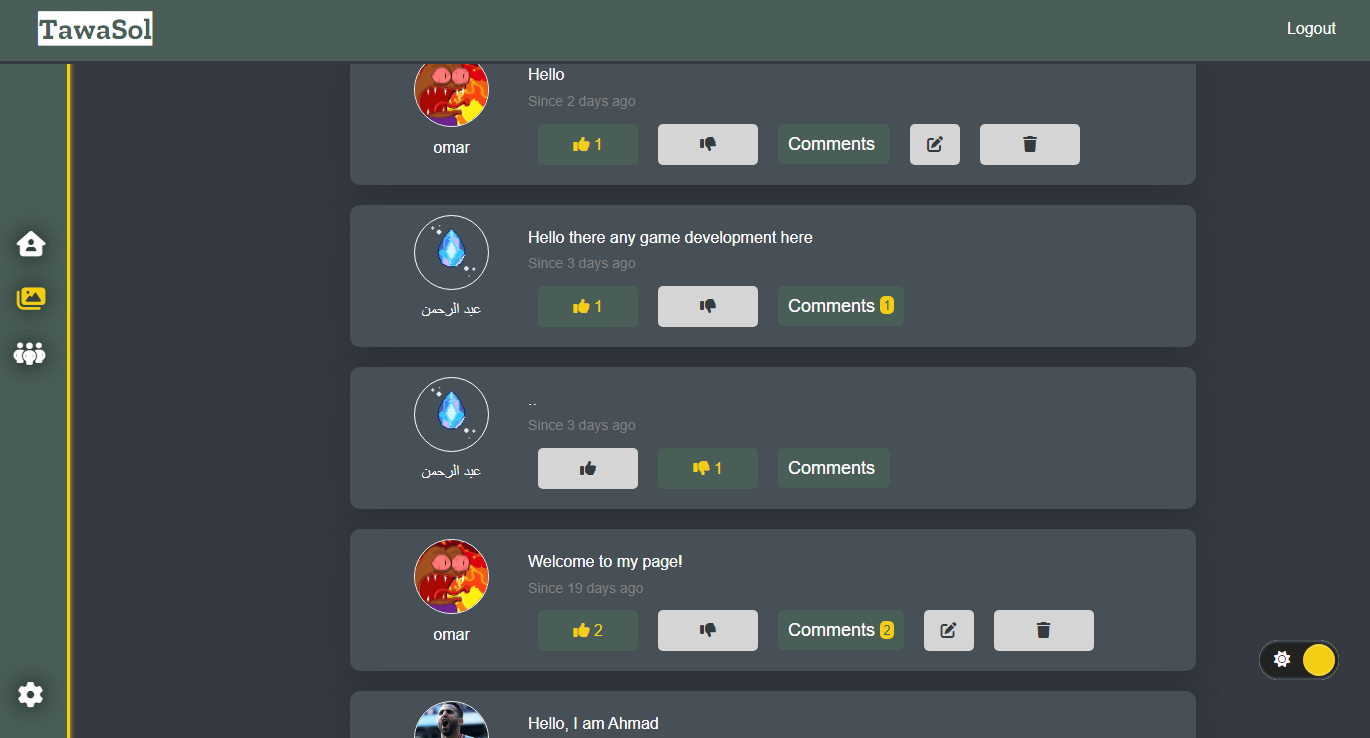 TawaSol
Logout
Hello
Since 2 days ago
omar
1
Comments
Hello there any game development here
Since 3 days ago
عبد الرحمن
1
Comments 1
..
Since 3 days ago
عبد الرحمن
1
Comments
Welcome to my page!
Since 19 days ago
omar
2
Comments 2
Hello, I am Ahmad